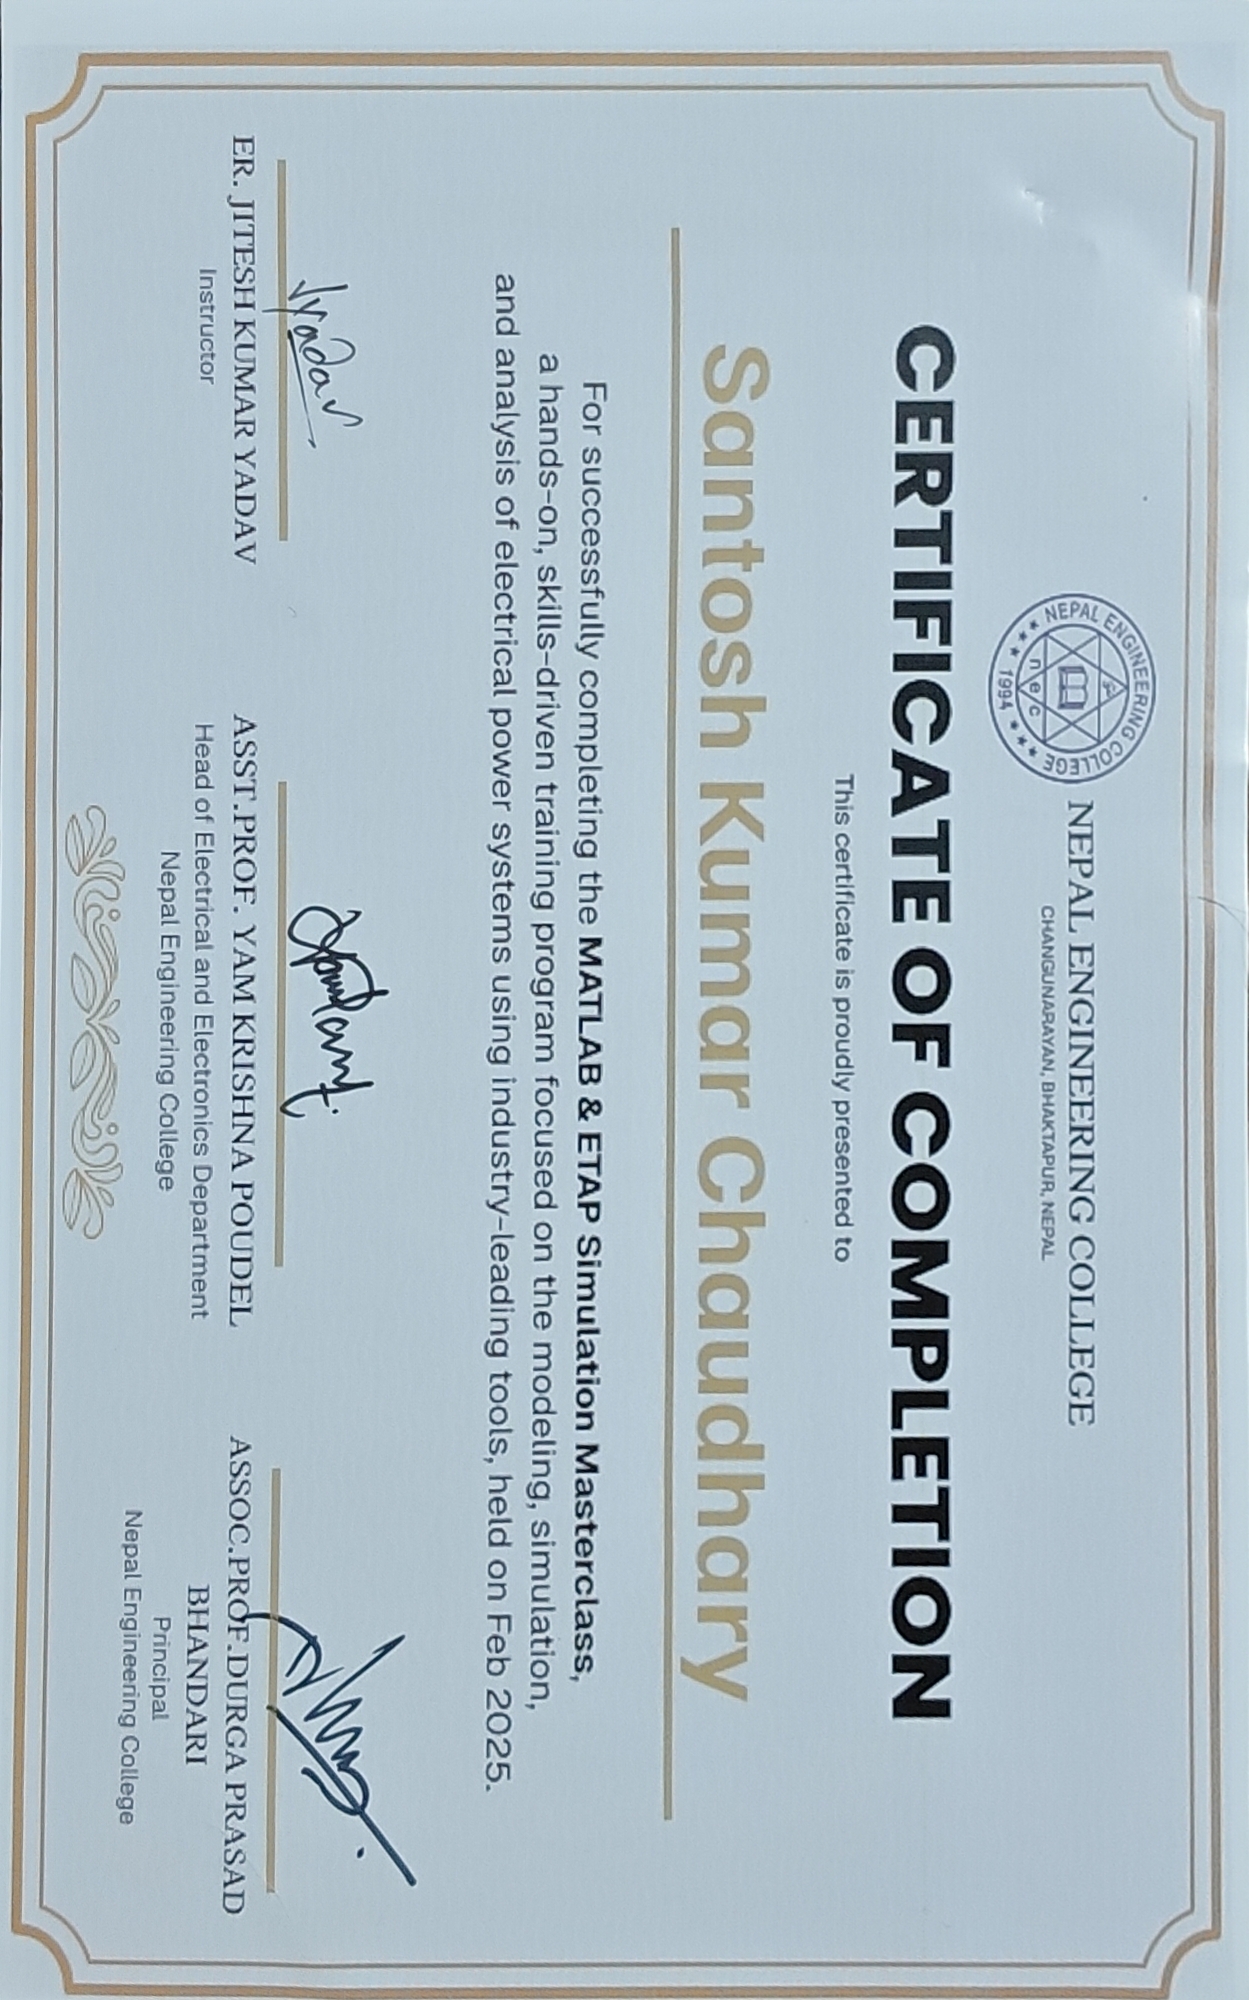 NEPAL ENGINEERING COLLEGE
n e c
1994
NEPAL ENGINEERING COLLEGE
CHANGUNARAYAN, BHAKTAPUR, NEPAL
CERTIFICATE OF COMPLETION
This certificate is proudly presented to
Santosh Kumar Chaudhary
For successfully completing the MATLAB & ETAP Simulation Masterclass,
a hands-on, skills-driven training program focused on the modeling, simulation,
and analysis of electrical power systems using industry-leading tools, held on Feb 2025.
Jyadav
ER. JITESH KUMAR YADAV
Instructor
ASST.PROF. YAM KRISHNA POUDEL
Head of Electrical and Electronics Department
Nepal Engineering College
ASSOC.PROF.DURGA PRASAD
BHANDARI
Principal
Nepal Engineering College